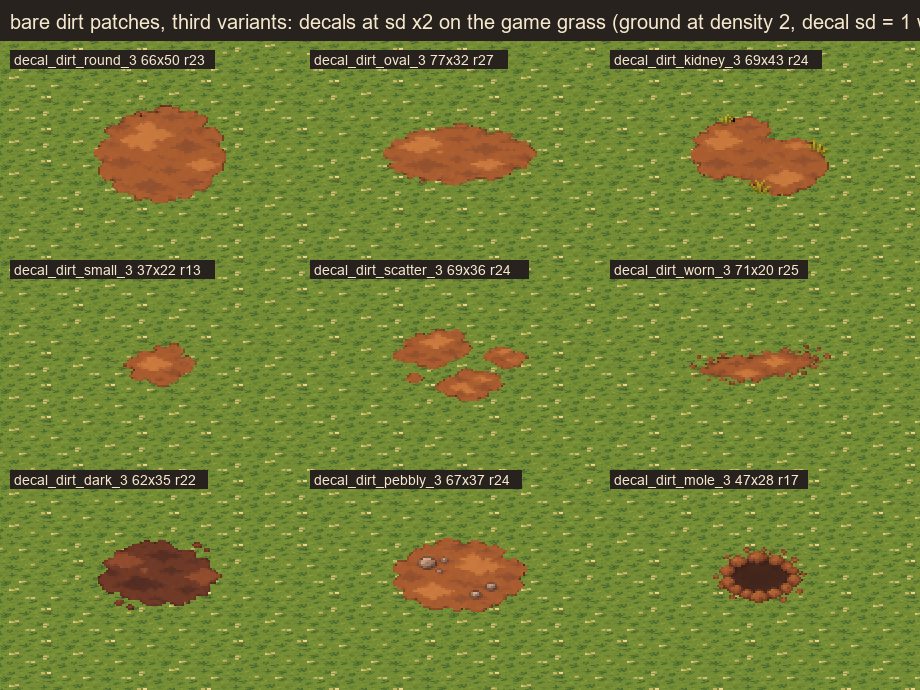 bare dirt patches, third variants: decals at sd x2 on the game grass (ground at density 2, decal sd = 1 w
decal_dirt_round_3 66x50 r23
decal_dirt_oval_3 77x32 r27
decal_dirt_kidney_3 69x43 r24
decal_dirt_small_3 37x22 r13
decal_dirt_scatter_3 69x36 r24
decal_dirt_worn_3 71x20 r25
decal_dirt_dark_3 62x35 r22
decal_dirt_pebbly_3 67x37 r24
decal_dirt_mole_3 47x28 r17